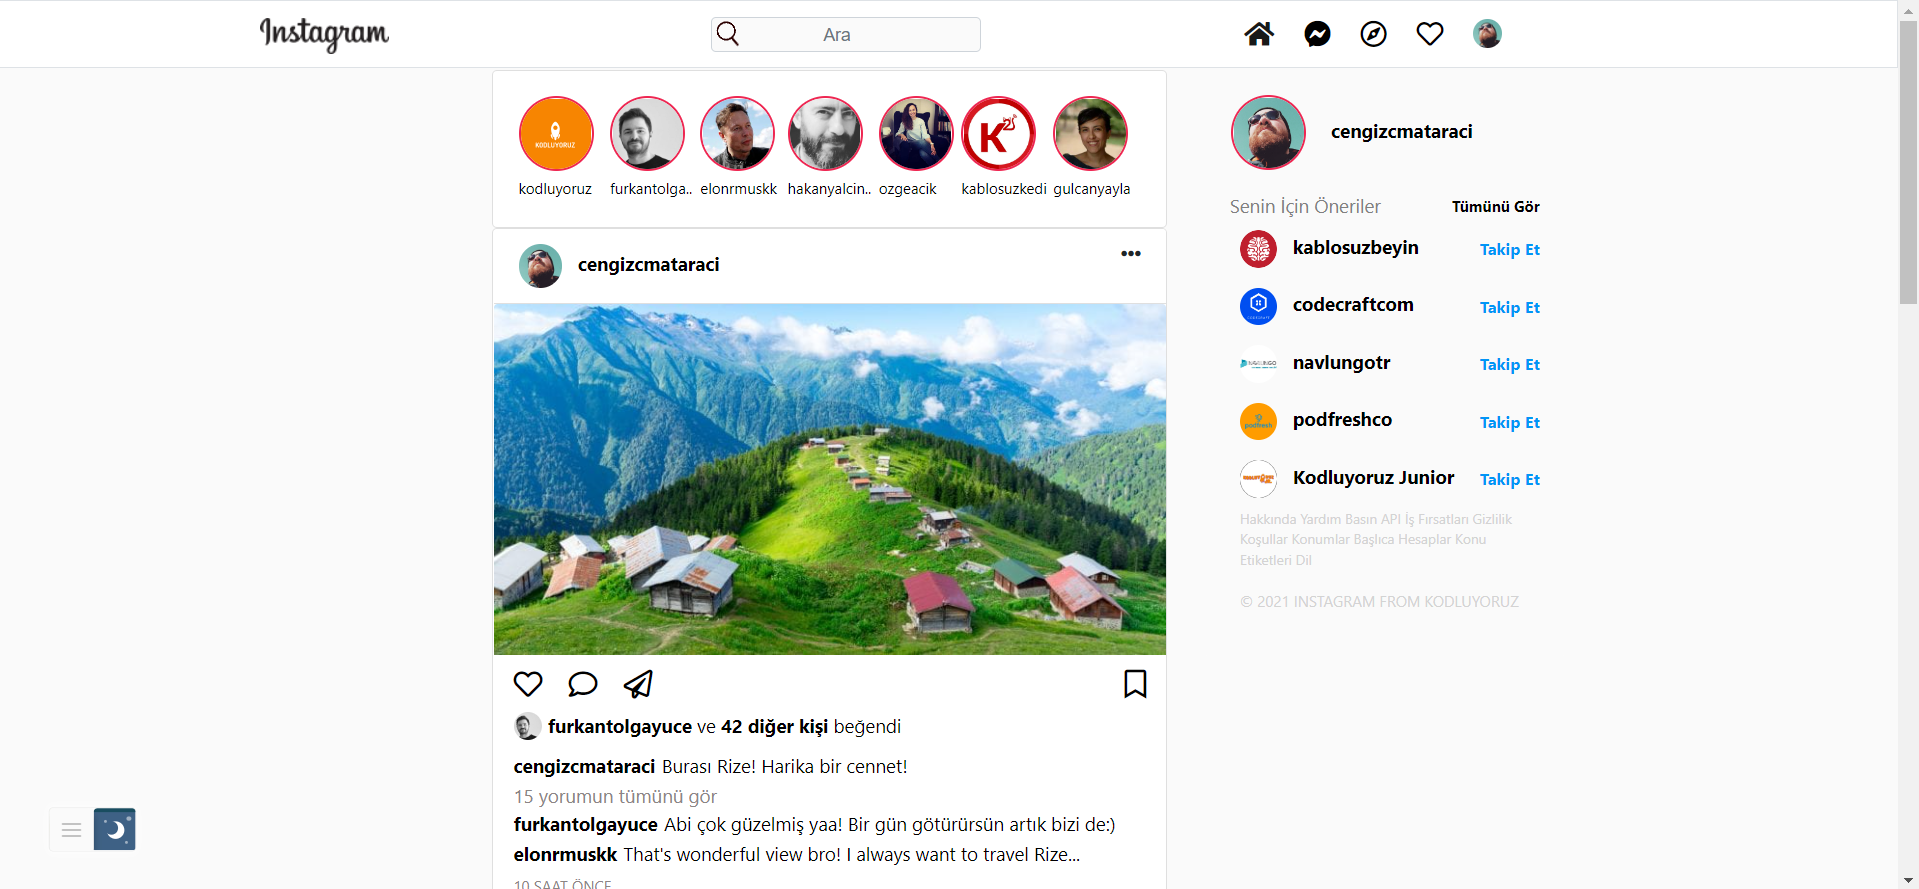 Instagram
Ara
KODLUYORUZ
K
kodluyoruz
furkantolga..
elonrmuskk
hakanyalcin..
ozgeacik
kablosuzkedi
gulcanyayla
cengizcmataraci
•••
furkantolgayuce ve 42 diğer kişi beğendi
cengizcmataraci Burası Rize! Harika bir cennet!
15 yorumun tümünü gör
furkantolgayuce Abi çok güzelmiş yaa! Bir gün götürürsün artık bizi de:)
elonrmuskk That's wonderful view bro! I always want to travel Rize...
10 SAAT ÖNCE
cengizcmataraci
Senin İçin Öneriler Tümünü Gör
kablosuzbeyin Takip Et
codecraftcom Takip Et
navlungotr Takip Et
podfresh
podfreshco Takip Et
Kodluyoruz Junior Takip Et
Hakkında Yardım Basın API İş Fırsatları Gizlilik
Koşullar Konumlar Başlıca Hesaplar Konu
Etiketleri Dil
© 2021 INSTAGRAM FROM KODLUYORUZ